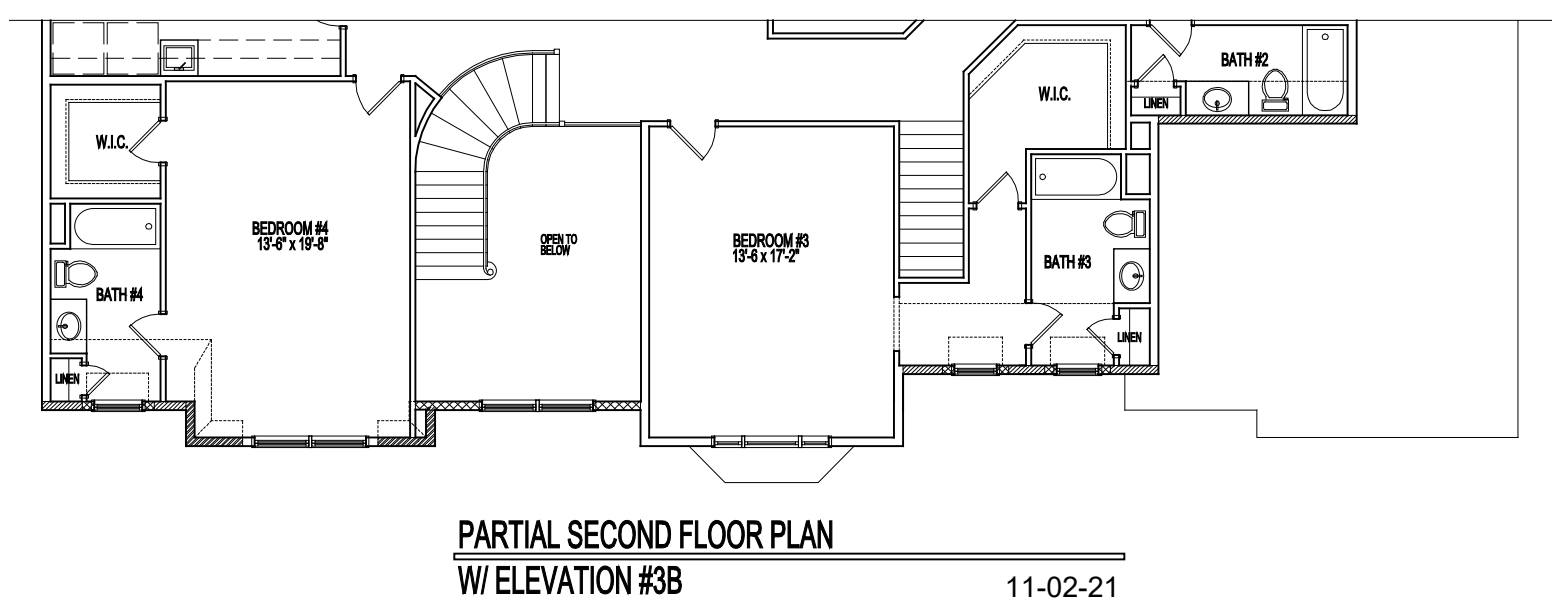 BATH #2
W.I.C.
LINEN
W.I.C.
BEDROOM #4
13'-6" x 19'-8"
OPEN TO
BELOW
BEDROOM #3
13'-6 x 17'-2"
BATH #3
BATH #4
LINEN
LINEN
PARTIAL SECOND FLOOR PLAN
W/ ELEVATION #3B
11-02-21